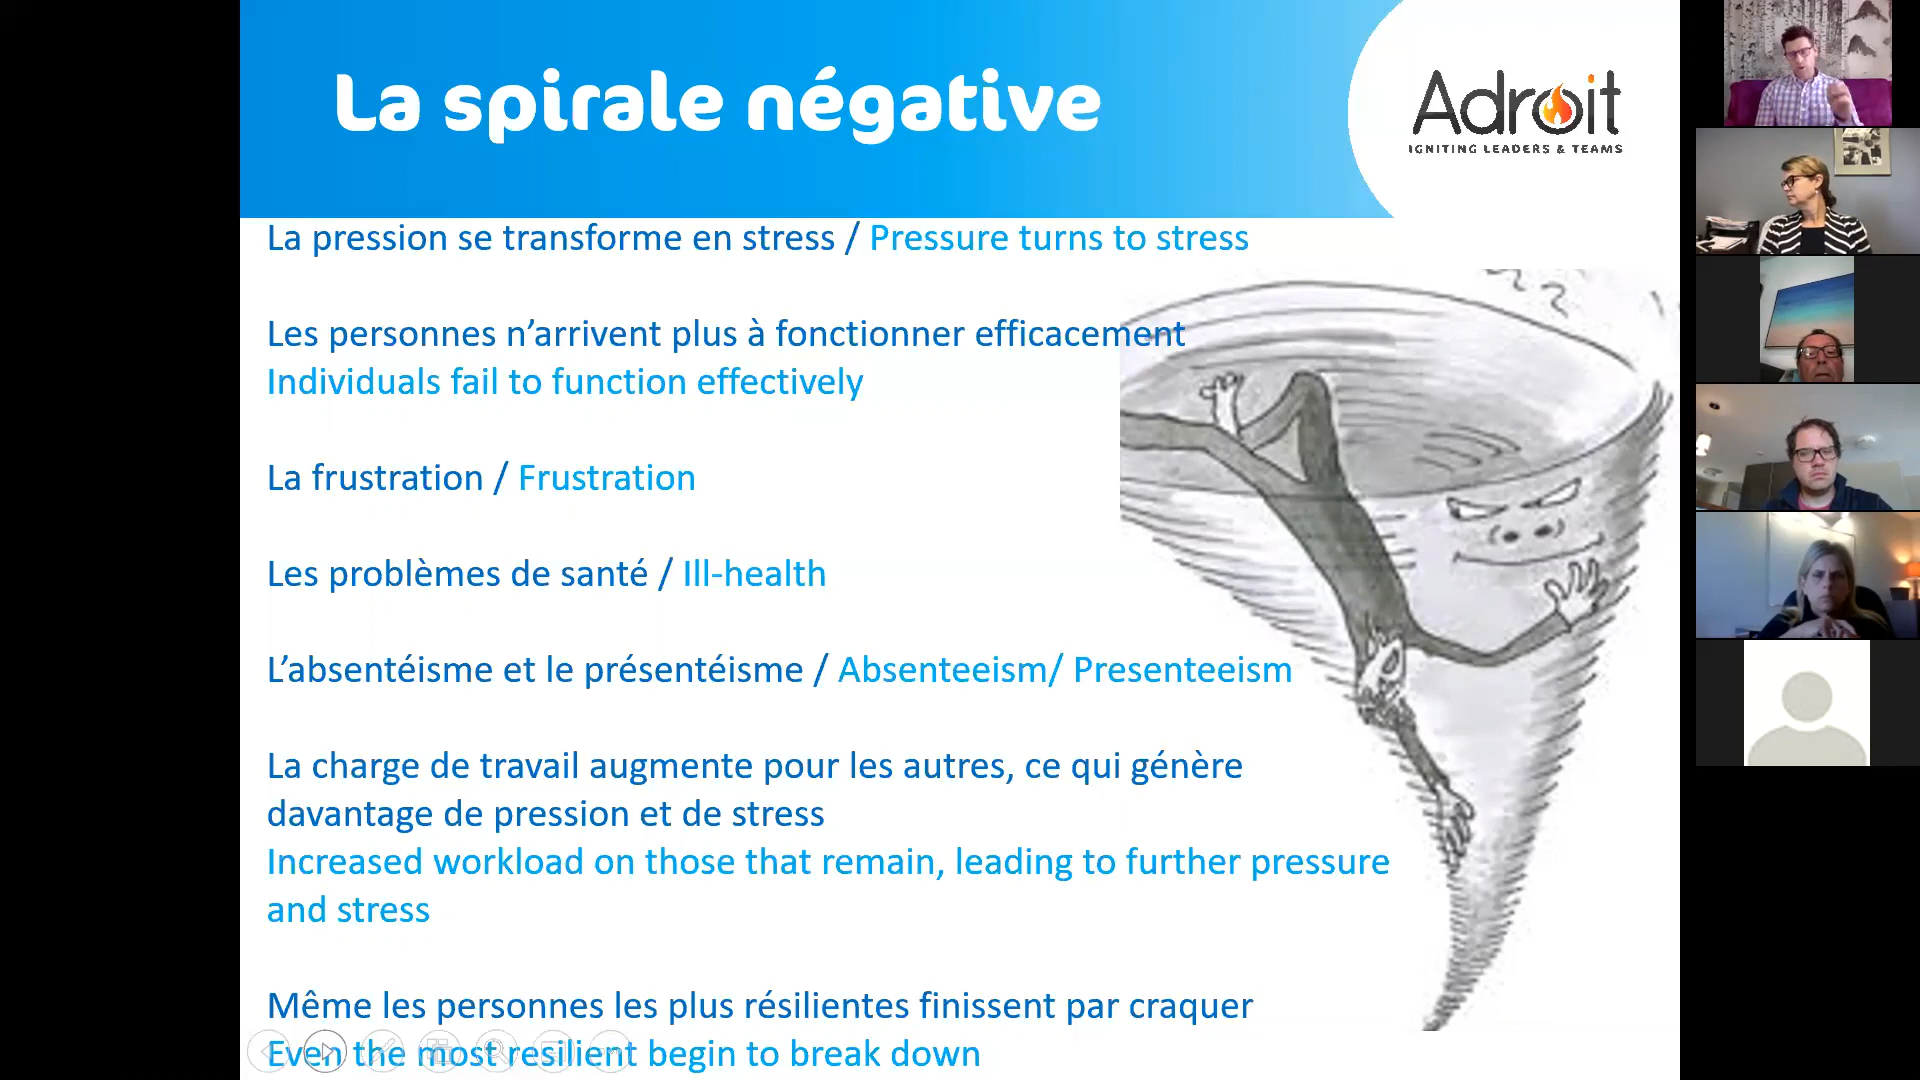 La spirale négative
Adroit
IGNITING LEADERS & TEAMS
La pression se transforme en stress / Pressure turns to stress
Les personnes n’arrivent plus à fonctionner efficacement
Individuals fail to function effectively
La frustration / Frustration
Les problèmes de santé / Ill-health
L’absentéisme et le présentéisme / Absenteeism/ Presenteeism
La charge de travail augmente pour les autres, ce qui génère
davantage de pression et de stress
Increased workload on those that remain, leading to further pressure
and stress
Même les personnes les plus résilientes finissent par craquer
Even the most resilient begin to break down